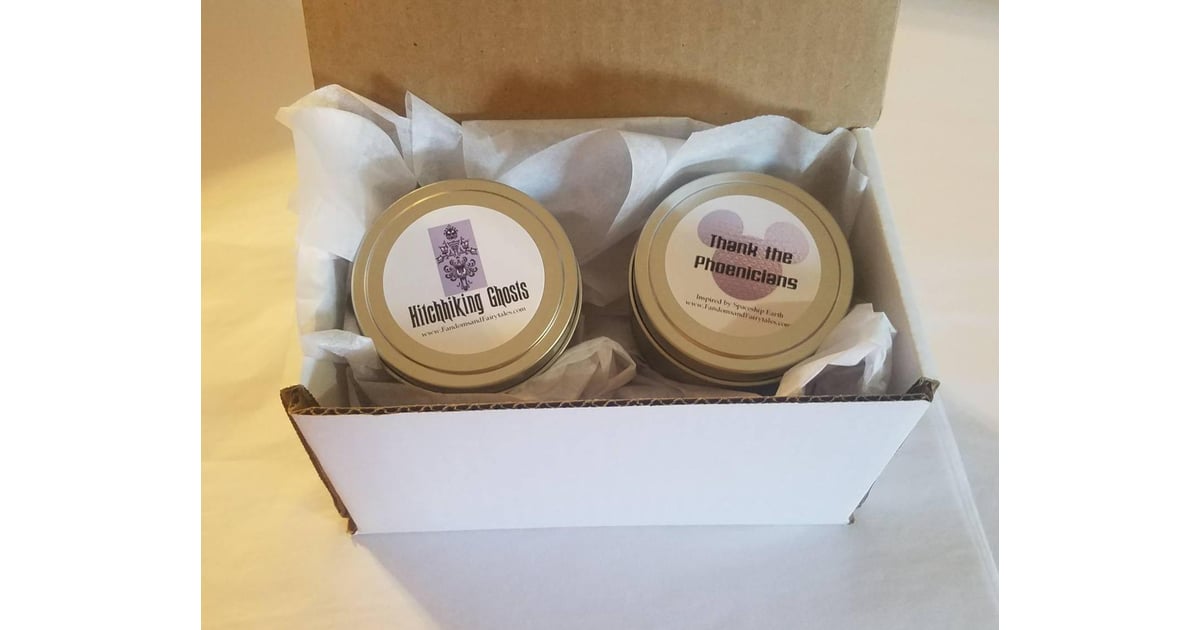 Hitchhiking Ghosts
www.FandomsandFairytales.com
Thank the
Phoenicians
Inspired by Spaceship Earth
www.FandomsandFairytales.com